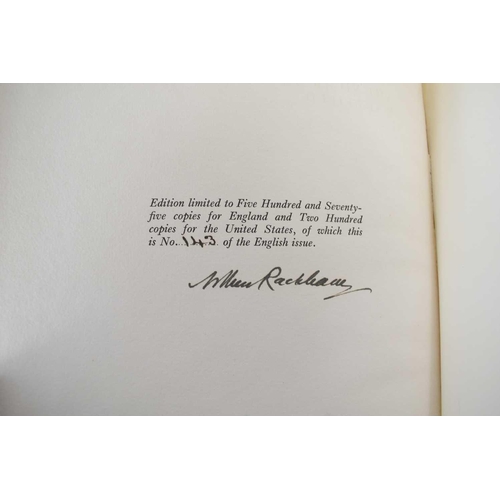 Edition limited to Five Hundred and Seventy-
five copies for England and Two Hundred
copies for the United States, of which this
is No. 143 of the English issue.
Arthur Rackham